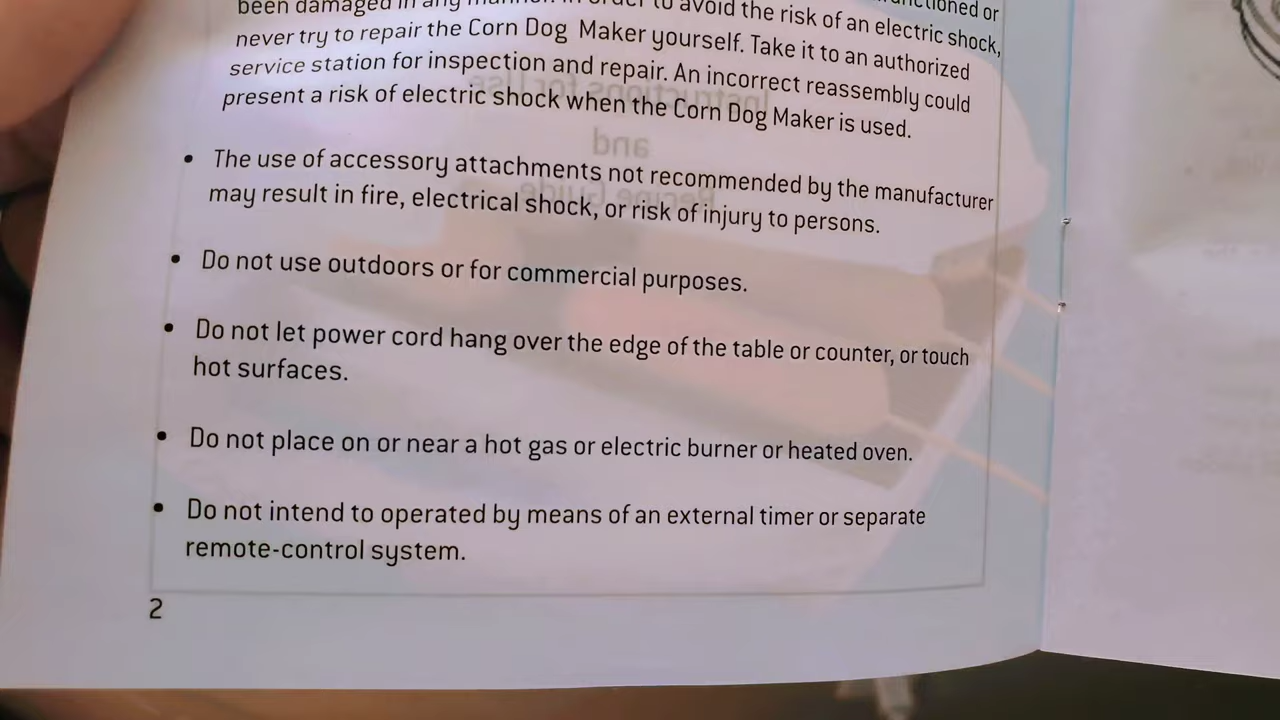 been damaged in any manner. In order to avoid the risk of an electric shock,
never try to repair the Corn Dog Maker yourself. Take it to an authorized
service station for inspection and repair. An incorrect reassembly could
present a risk of electric shock when the Corn Dog Maker is used.
• The use of accessory attachments not recommended by the manufacturer
may result in fire, electrical shock, or risk of injury to persons.
• Do not use outdoors or for commercial purposes.
• Do not let power cord hang over the edge of the table or counter, or touch
hot surfaces.
• Do not place on or near a hot gas or electric burner or heated oven.
• Do not intend to operated by means of an external timer or separate
remote-control system.
2
Instructions for Use
and
Recipe Guide